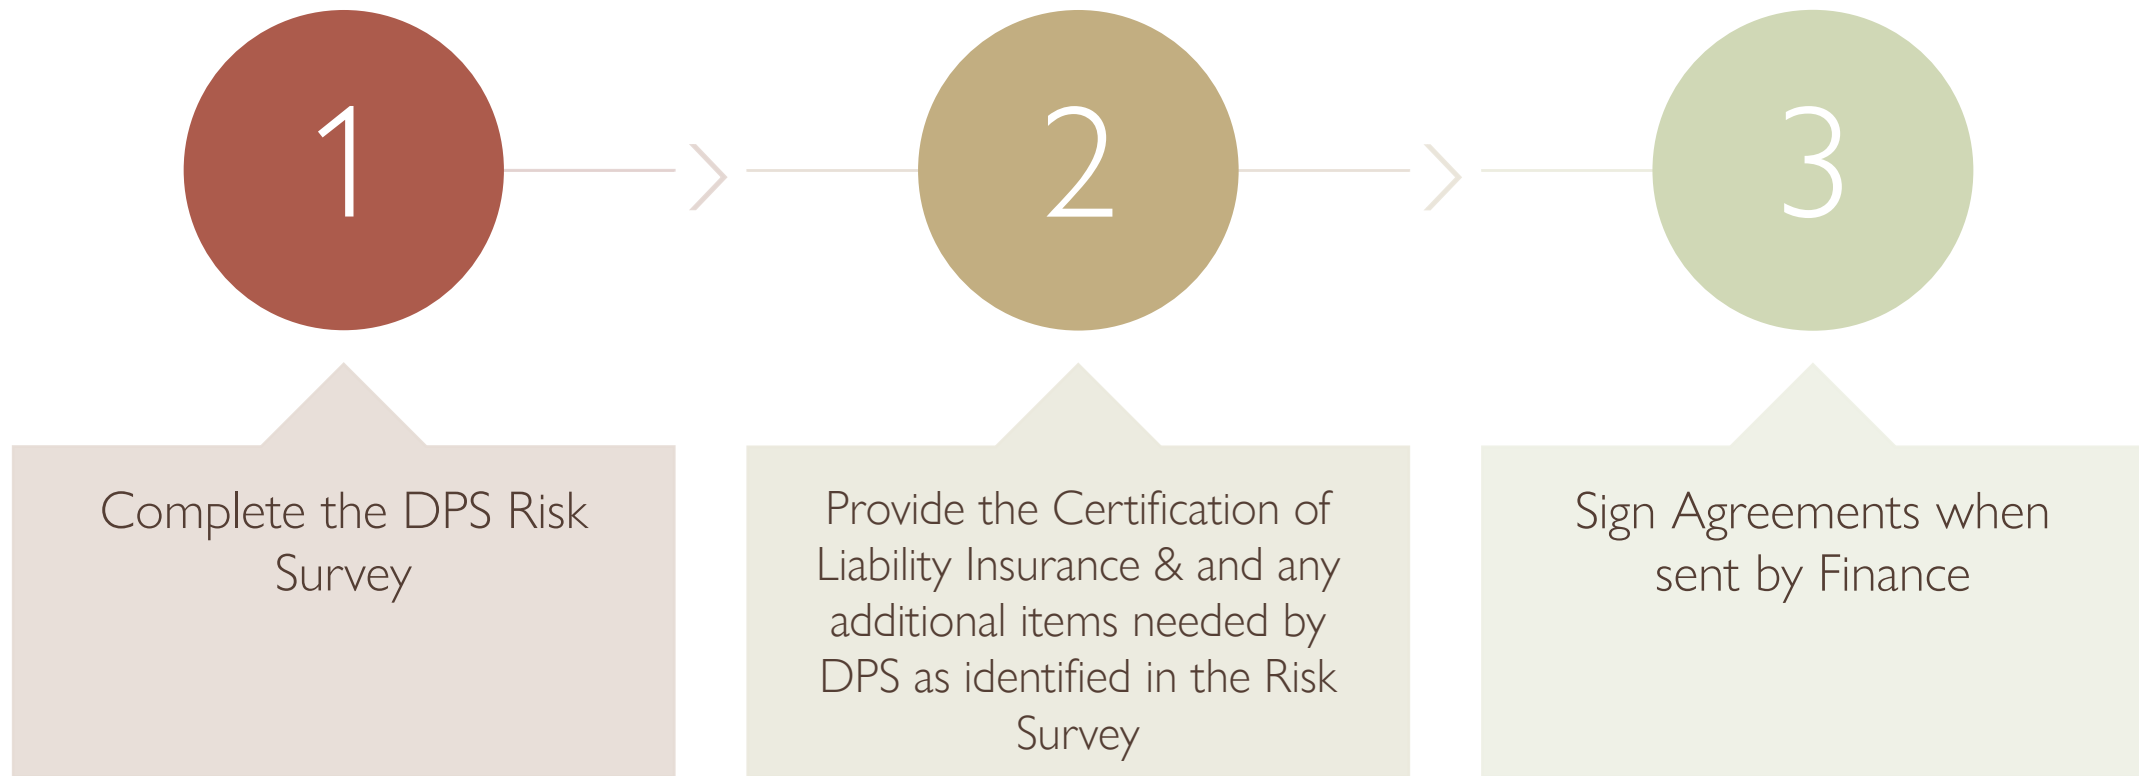 1
2
3
Complete the DPS Risk
Survey
Provide the Certification of
Liability Insurance & and any
additional items needed by
DPS as identified in the Risk
Survey
Sign Agreements when
sent by Finance